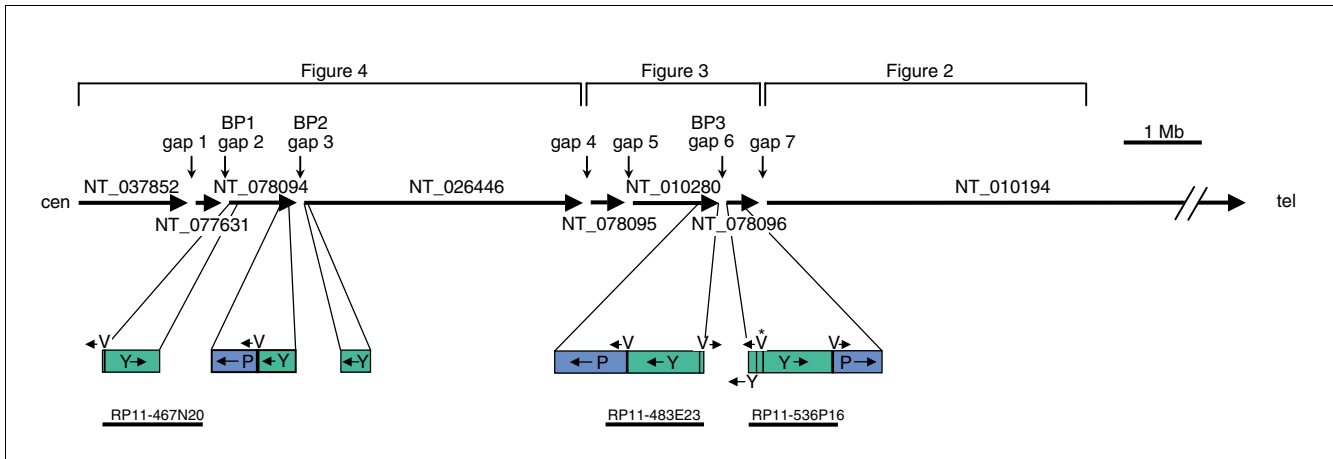 Figure 4 Figure 3 Figure 2
BP1 BP2 BP3
gap 1 gap 2 gap 3 gap 4 gap 5 gap 6 gap 7
1 Mb
NT_037852 NT_078094 NT_026446 NT_010280 NT_010194
cen tel
NT_077631 NT_078095 NT_078096
V V V V * V V
Y P Y Y P Y Y P
Y
RP11-467N20 RP11-483E23 RP11-536P16